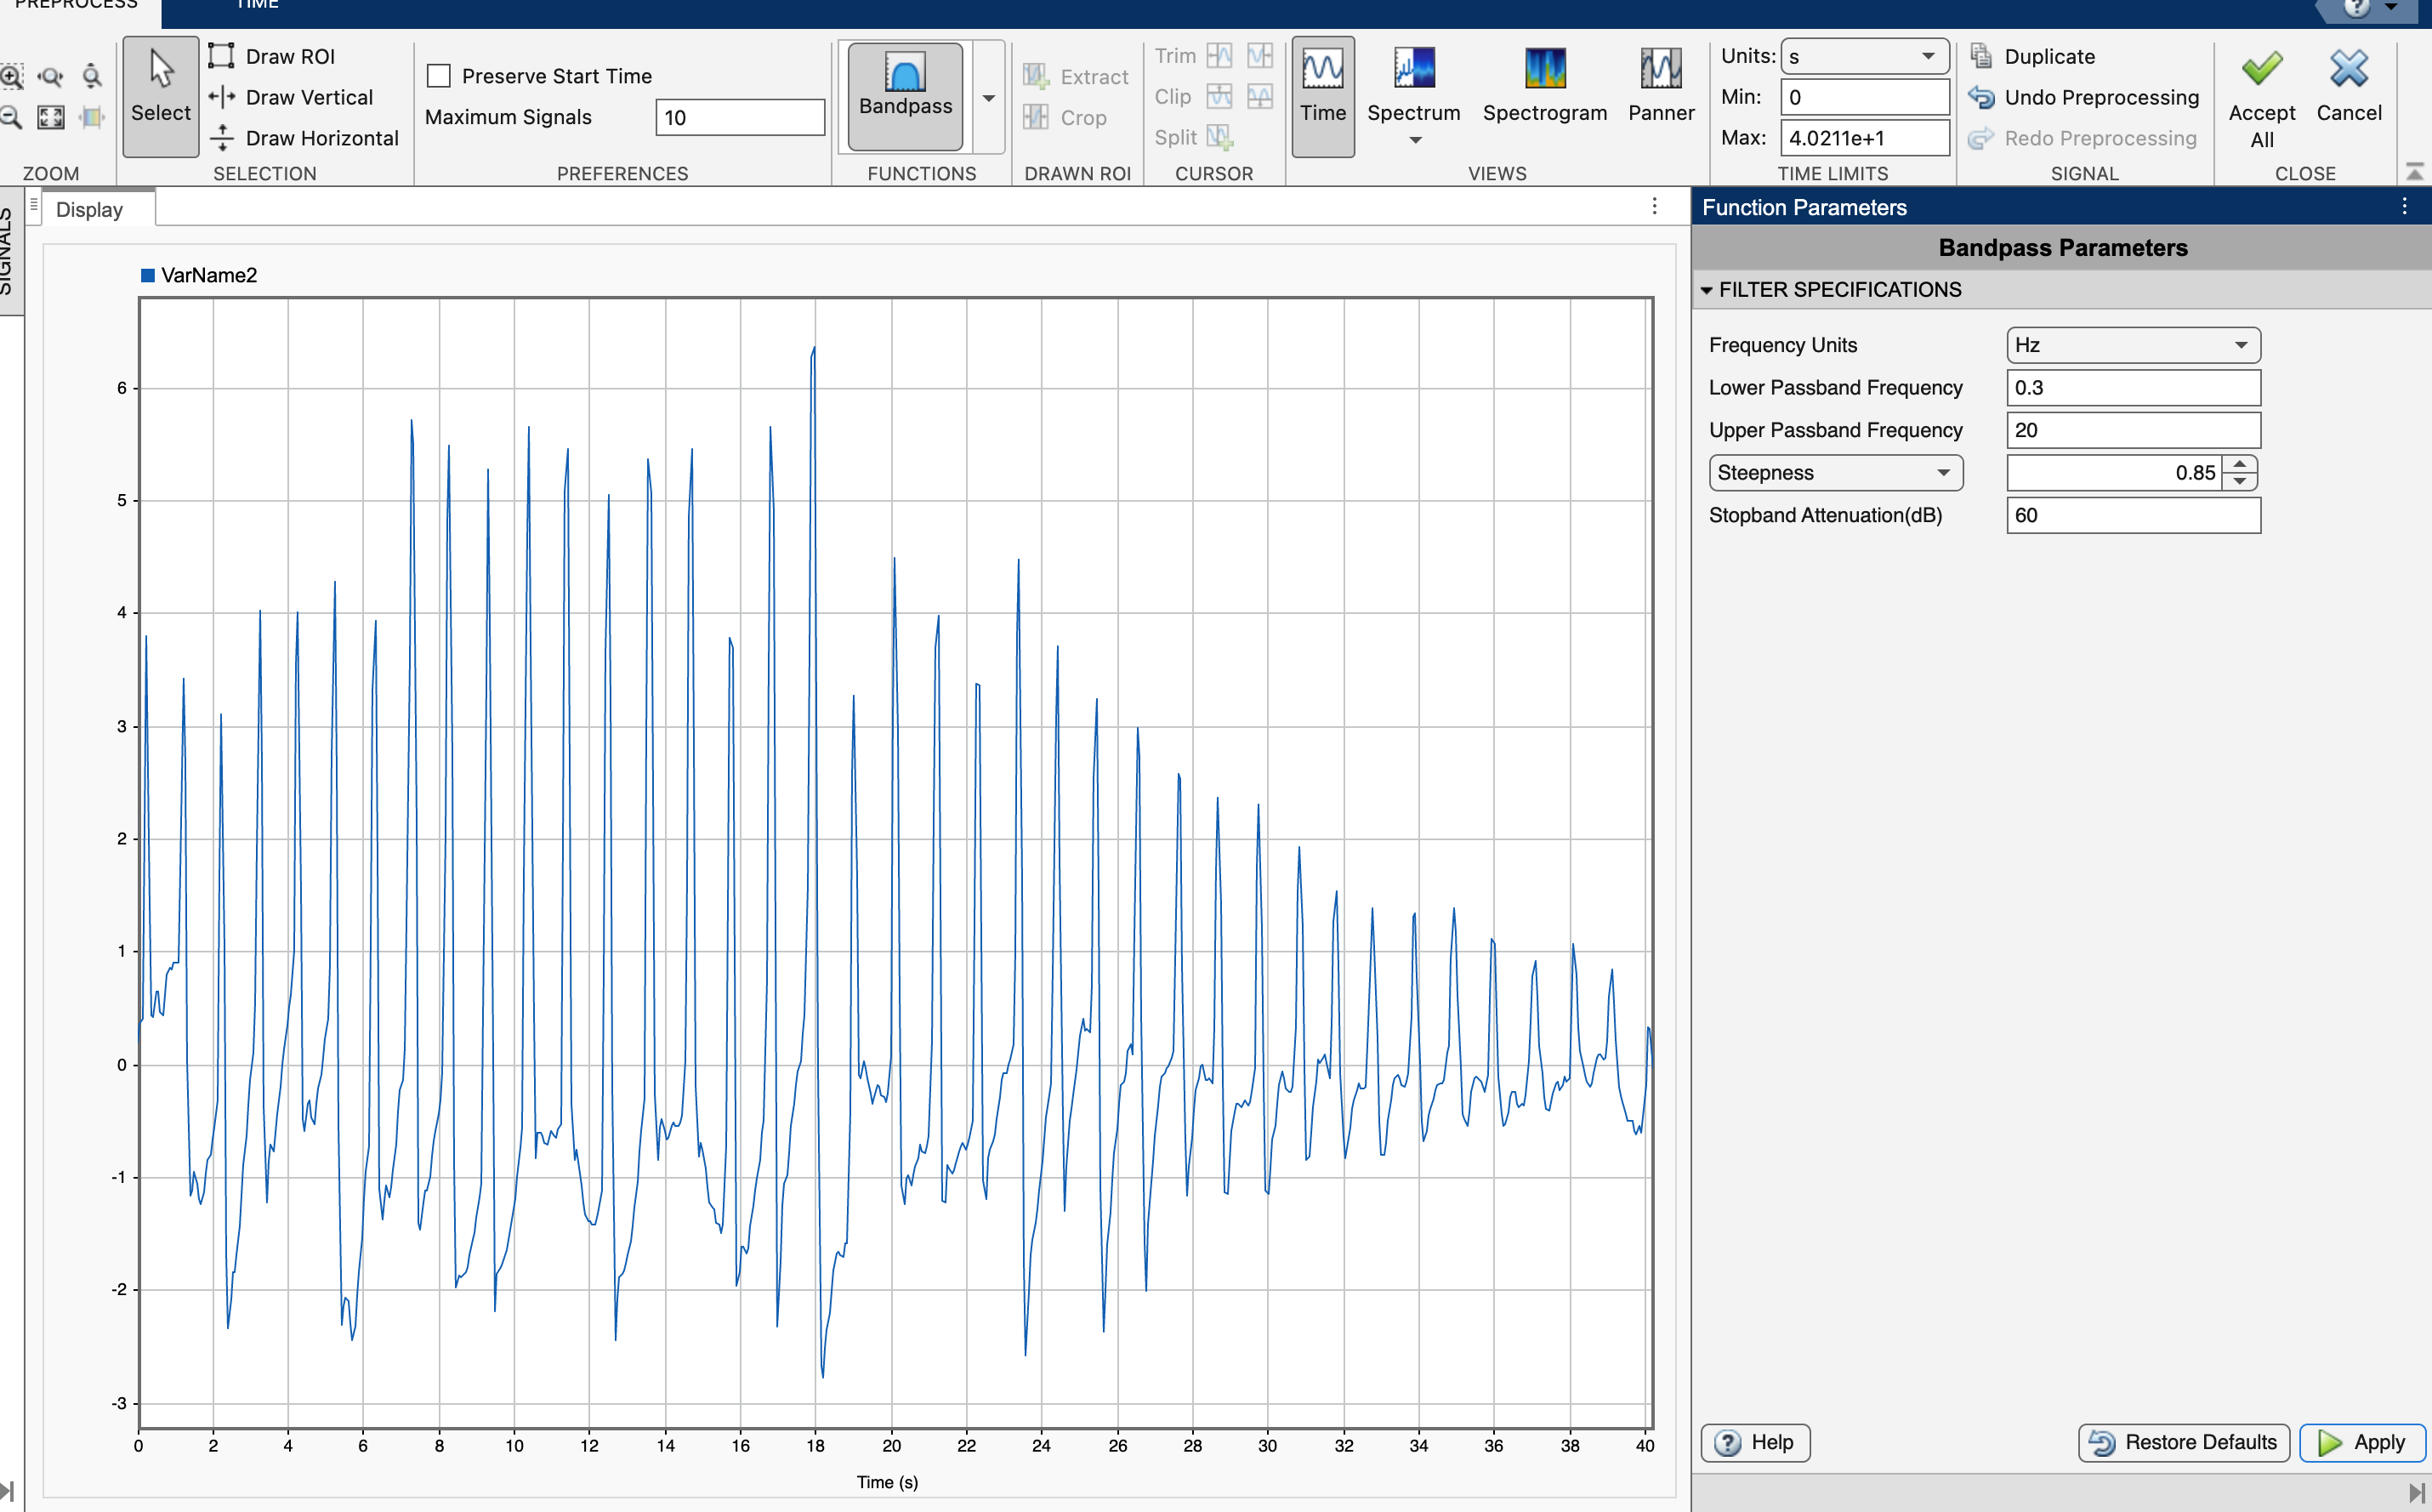 PREPROCESS TIME
Select
Draw ROI
Draw Vertical
Draw Horizontal
Preserve Start Time
Maximum Signals 10
Bandpass
Extract
Crop
Trim
Clip
Split
Time
Spectrum
Spectrogram
Panner
Units: s
Min: 0
Max: 4.0211e+1
Duplicate
Undo Preprocessing
Redo Preprocessing
Accept All
Cancel
ZOOM SELECTION PREFERENCES FUNCTIONS DRAWN ROI CURSOR VIEWS TIME LIMITS SIGNAL CLOSE
SIGNALS
Display
VarName2
6
5
4
3
2
1
0
-1
-2
-3
0 2 4 6 8 10 12 14 16 18 20 22 24 26 28 30 32 34 36 38 40
Time (s)
Function Parameters
Bandpass Parameters
FILTER SPECIFICATIONS
Frequency Units Hz
Lower Passband Frequency 0.3
Upper Passband Frequency 20
Steepness 0.85
Stopband Attenuation(dB) 60
Help
Restore Defaults
Apply